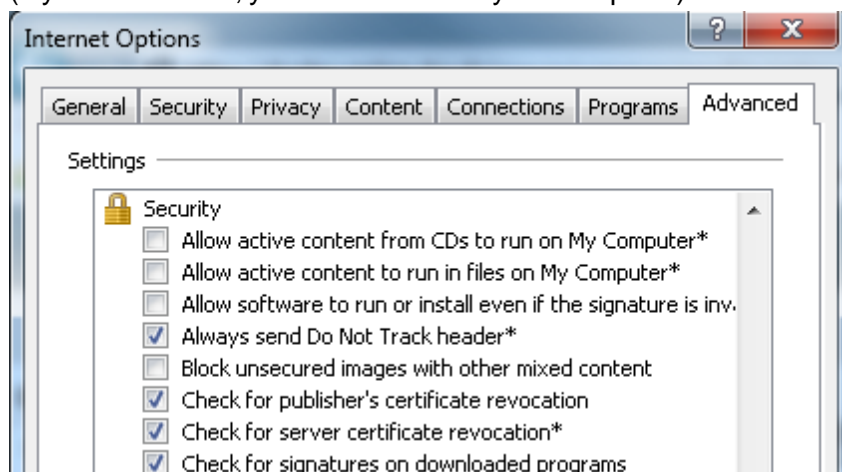 Internet Options
?
X
General Security Privacy Content Connections Programs Advanced
Settings
Security
Allow active content from CDs to run on My Computer*
Allow active content to run in files on My Computer*
Allow software to run or install even if the signature is inv
Always send Do Not Track header*
Block unsecured images with other mixed content
Check for publisher's certificate revocation
Check for server certificate revocation*
Check for signatures on downloaded programs